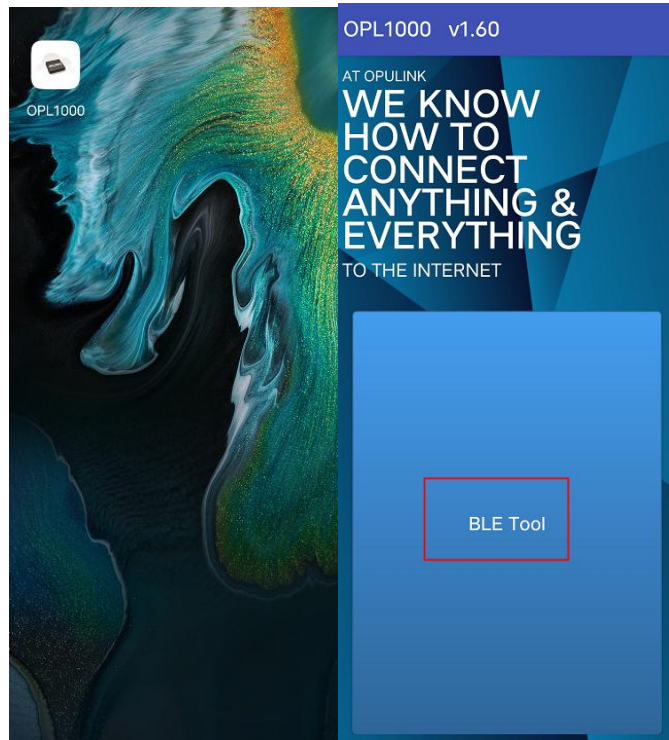 OPL1000
OPL1000 v1.60
AT OPULINK
WE KNOW
HOW TO
CONNECT
ANYTHING &
EVERYTHING
TO THE INTERNET
BLE Tool